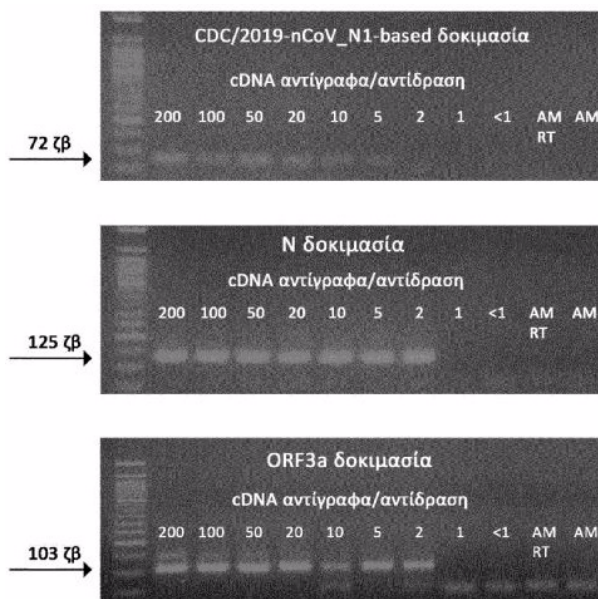 CDC/2019-nCoV_N1-based δοκιμασία
cDNA αντίγραφα/αντίδραση
200 100 50 20 10 5 2 1 <1 AM RT AM
72 ζβ
N δοκιμασία
cDNA αντίγραφα/αντίδραση
200 100 50 20 10 5 2 1 <1 AM RT AM
125 ζβ
ORF3a δοκιμασία
cDNA αντίγραφα/αντίδραση
200 100 50 20 10 5 2 1 <1 AM RT AM
103 ζβ